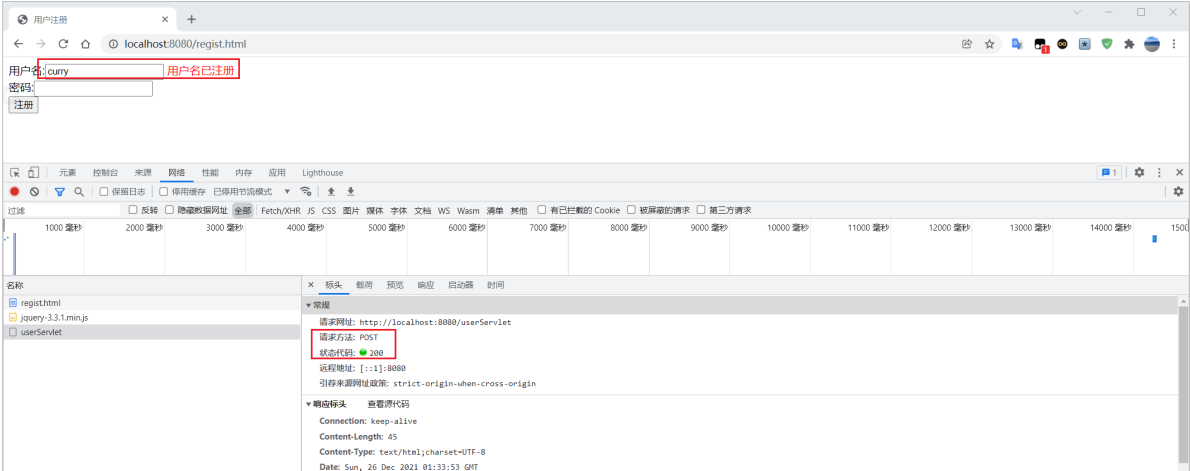 用户注册
localhost:8080/regist.html
1
用户名:curry 用户名已注册
密码:
注册
元素 控制台 来源 网络 性能 内存 应用 Lighthouse 1
保留日志 停用缓存 已停用节流模式
过滤 反转 隐藏数据网址 全部 Fetch/XHR JS CSS 图片 媒体 字体 文档 WS Wasm 清单 其他 有已拦截的 Cookie 被屏蔽的请求 第三方请求
1000 毫秒 2000 毫秒 3000 毫秒 4000 毫秒 5000 毫秒 6000 毫秒 7000 毫秒 8000 毫秒 9000 毫秒 10000 毫秒 11000 毫秒 12000 毫秒 13000 毫秒 14000 毫秒 1500
名称 标头 载荷 预览 响应 启动器 时间
regist.html 常规
jquery-3.3.1.min.js 请求网址: http://localhost:8080/userServlet
userServlet 请求方法: POST
状态代码: 200
远程地址: [::1]:8080
引荐来源网址政策: strict-origin-when-cross-origin
响应标头 查看源代码
Connection: keep-alive
Content-Length: 45
Content-Type: text/html;charset=UTF-8
Date: Sun, 26 Dec 2021 01:33:53 GMT